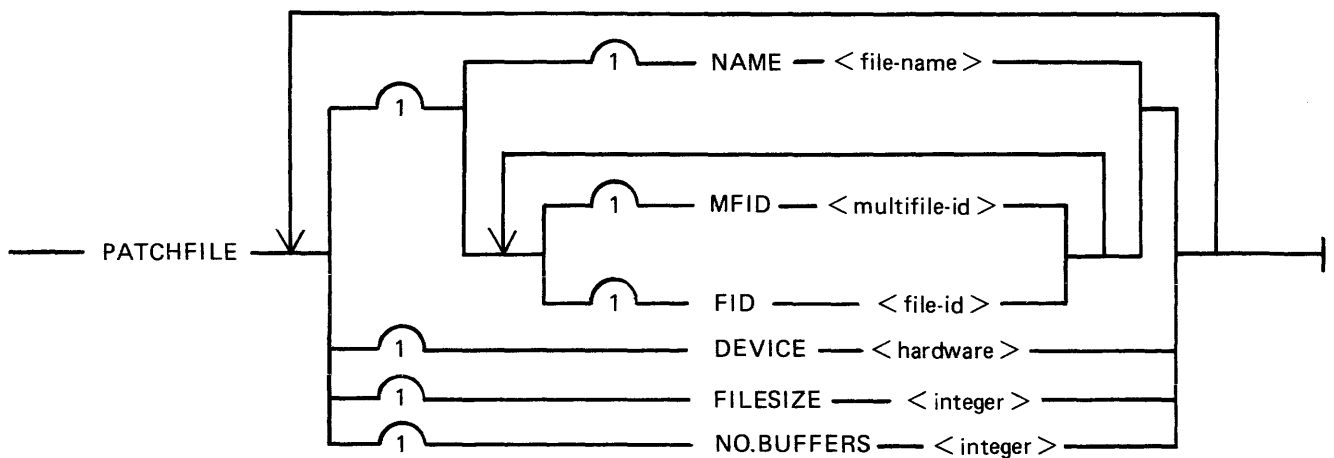 1 NAME < file-name >
1
1 MFID < multifile-id >
PATCHFILE
1 FID < file-id >
1 DEVICE < hardware >
1 FILESIZE < integer >
1 NO.BUFFERS < integer >